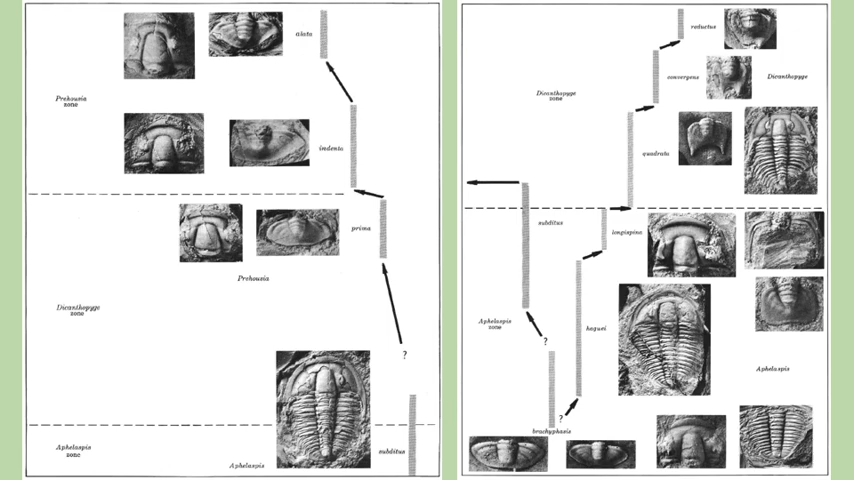 alata
Prehousia
zone
indenta
prima
Prehousia
Dicanthopyge
zone
?
Aphelaspis
zone
Aphelaspis
subditus
reductus
convergens
Dicanthopyge
Dicanthopyge
zone
quadrata
subditus
longispina
Aphelaspis
zone
hagusi
?
Aphelaspis
?
brachyphasis